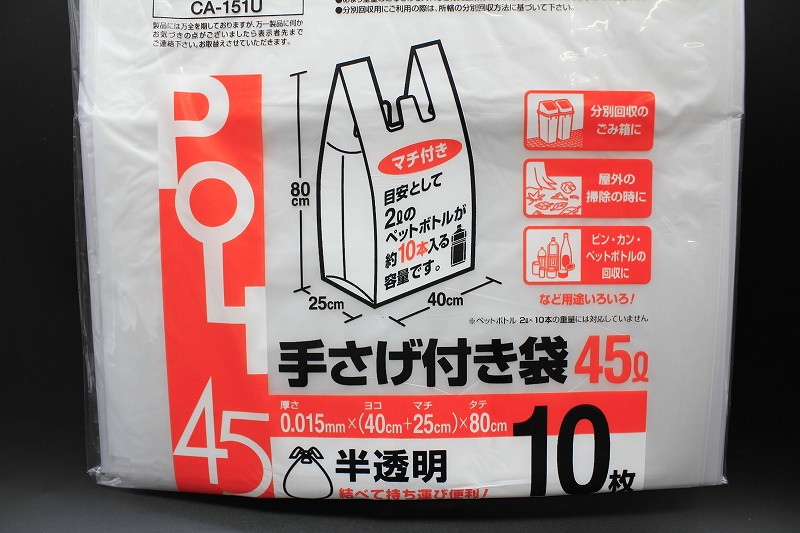 CA-151U
製品には万全を期しておりますが、万一製品に何か
お気づきの点がございましたら表示者先まで
ご連絡下さい。お取替えさせていただきます。
●分別回収用にご利用の際は、所轄の分別回収方法に基づいて下さい。
POLY
45
80cm
マチ付き
目安として
2ℓの
ペットボトルが
約10本入る
容量です。
25cm
40cm
分別回収の
ごみ箱に
屋外の
掃除の時に
ビン・カン・
ペットボトルの
回収に
など用途いろいろ!
※ペットボトル 2ℓ×10本の重量には対応していません
手さげ付き袋 45ℓ
厚さ ヨコ マチ タテ
0.015mm×(40cm+25cm)×80cm
半透明
結べて持ち運び便利!
10枚